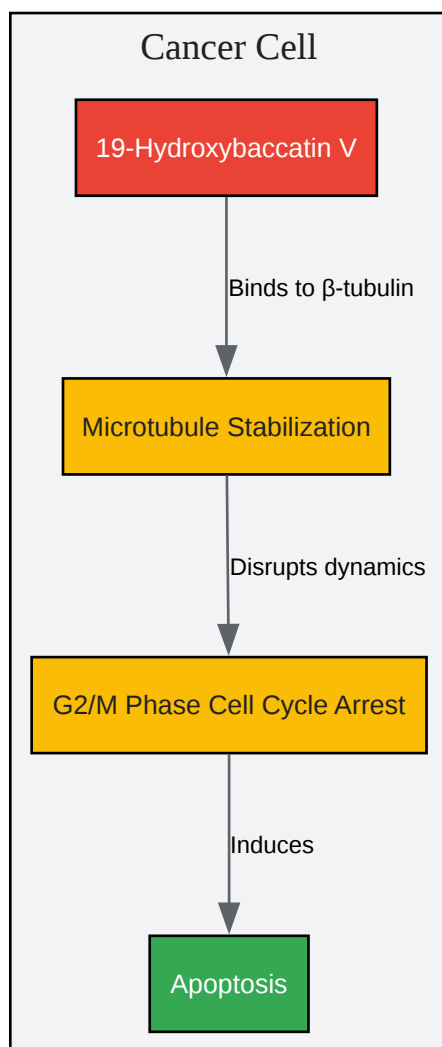 Cancer Cell
19-Hydroxybaccatin V
Binds to β-tubulin
Microtubule Stabilization
Disrupts dynamics
G2/M Phase Cell Cycle Arrest
Induces
Apoptosis